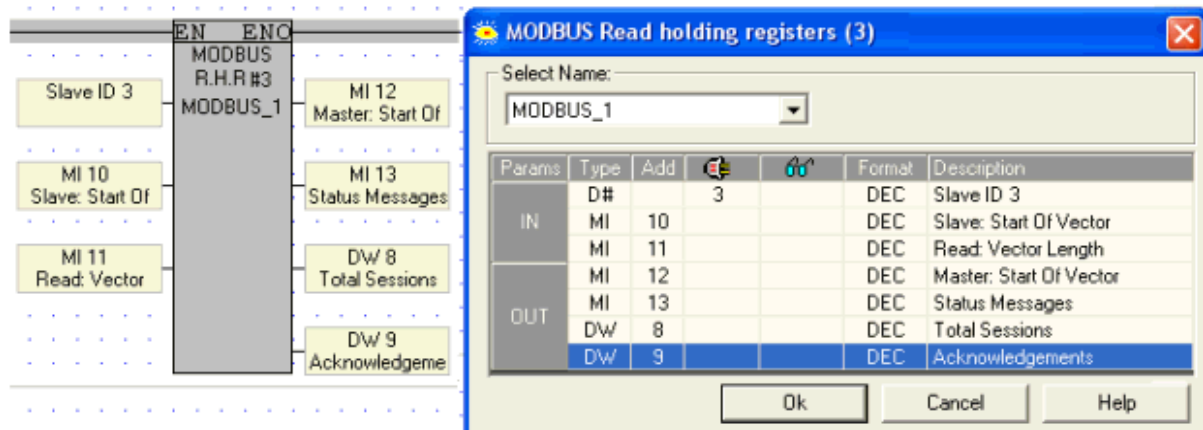 EN ENO
MODBUS
R.H.R #3
MODBUS_1
Slave ID 3
MI 10
Slave: Start Of
MI 11
Read: Vector
MI 12
Master: Start Of
MI 13
Status Messages
DW 8
Total Sessions
DW 9
Acknowledgeme
MODBUS Read holding registers (3)
Select Name:
MODBUS_1
Params Type Add Format Description
IN
D# 3 DEC Slave ID 3
MI 10 DEC Slave: Start Of Vector
MI 11 DEC Read: Vector Length
OUT
MI 12 DEC Master: Start Of Vector
MI 13 DEC Status Messages
DW 8 DEC Total Sessions
DW 9 DEC Acknowledgements
Ok Cancel Help